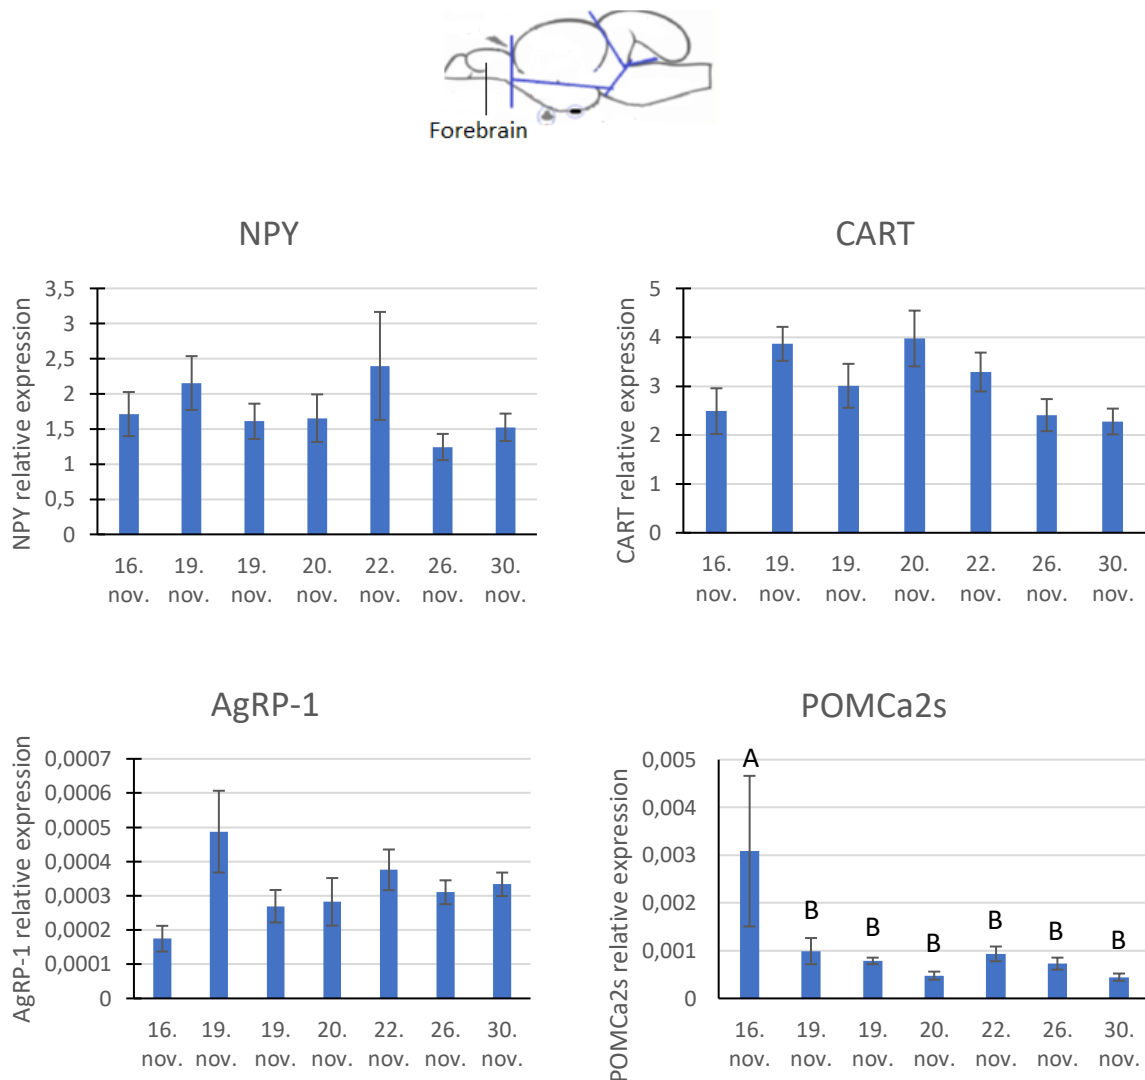 Forebrain
NPY
NPY relative expression
3,5
3
2,5
2
1,5
1
0,5
0
16. 19. 19. 20. 22. 26. 30.
nov. nov. nov. nov. nov. nov. nov.
CART
CART relative expression
5
4
3
2
1
0
16. 19. 19. 20. 22. 26. 30.
nov. nov. nov. nov. nov. nov. nov.
AgRP-1
AgRP-1 relative expression
0,0007
0,0006
0,0005
0,0004
0,0003
0,0002
0,0001
0
16. 19. 19. 20. 22. 26. 30.
nov. nov. nov. nov. nov. nov. nov.
POMCa2s
POMCa2s relative expression
0,005
0,004
0,003
0,002
0,001
0
A B B B B B B
16. 19. 19. 20. 22. 26. 30.
nov. nov. nov. nov. nov. nov. nov.